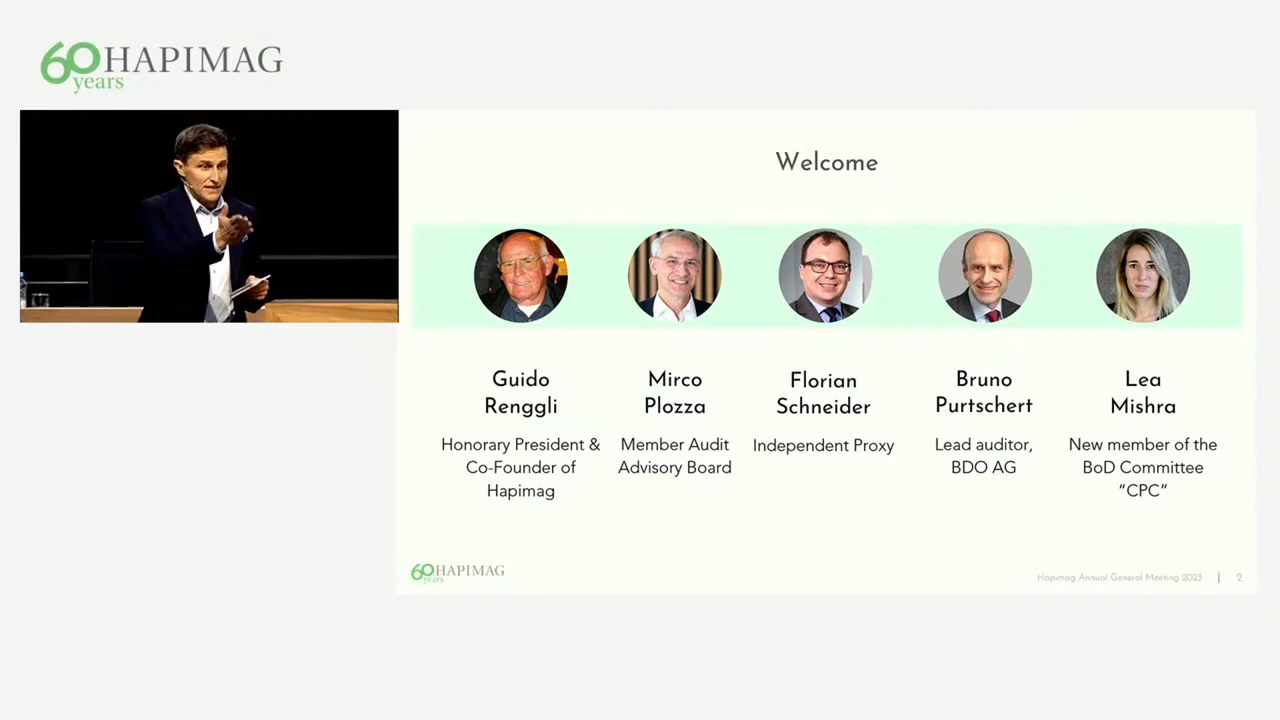 60 HAPIMAG
years
Welcome
Guido
Renggli
Honorary President &
Co-Founder of
Hapimag
Mirco
Plozza
Member Audit
Advisory Board
Florian
Schneider
Independent Proxy
Bruno
Purtschert
Lead auditor,
BDO AG
Lea
Mishra
New member of the
BoD Committee
"CPC"
60 HAPIMAG
years
Hapimag Annual General Meeting 2023 | 2